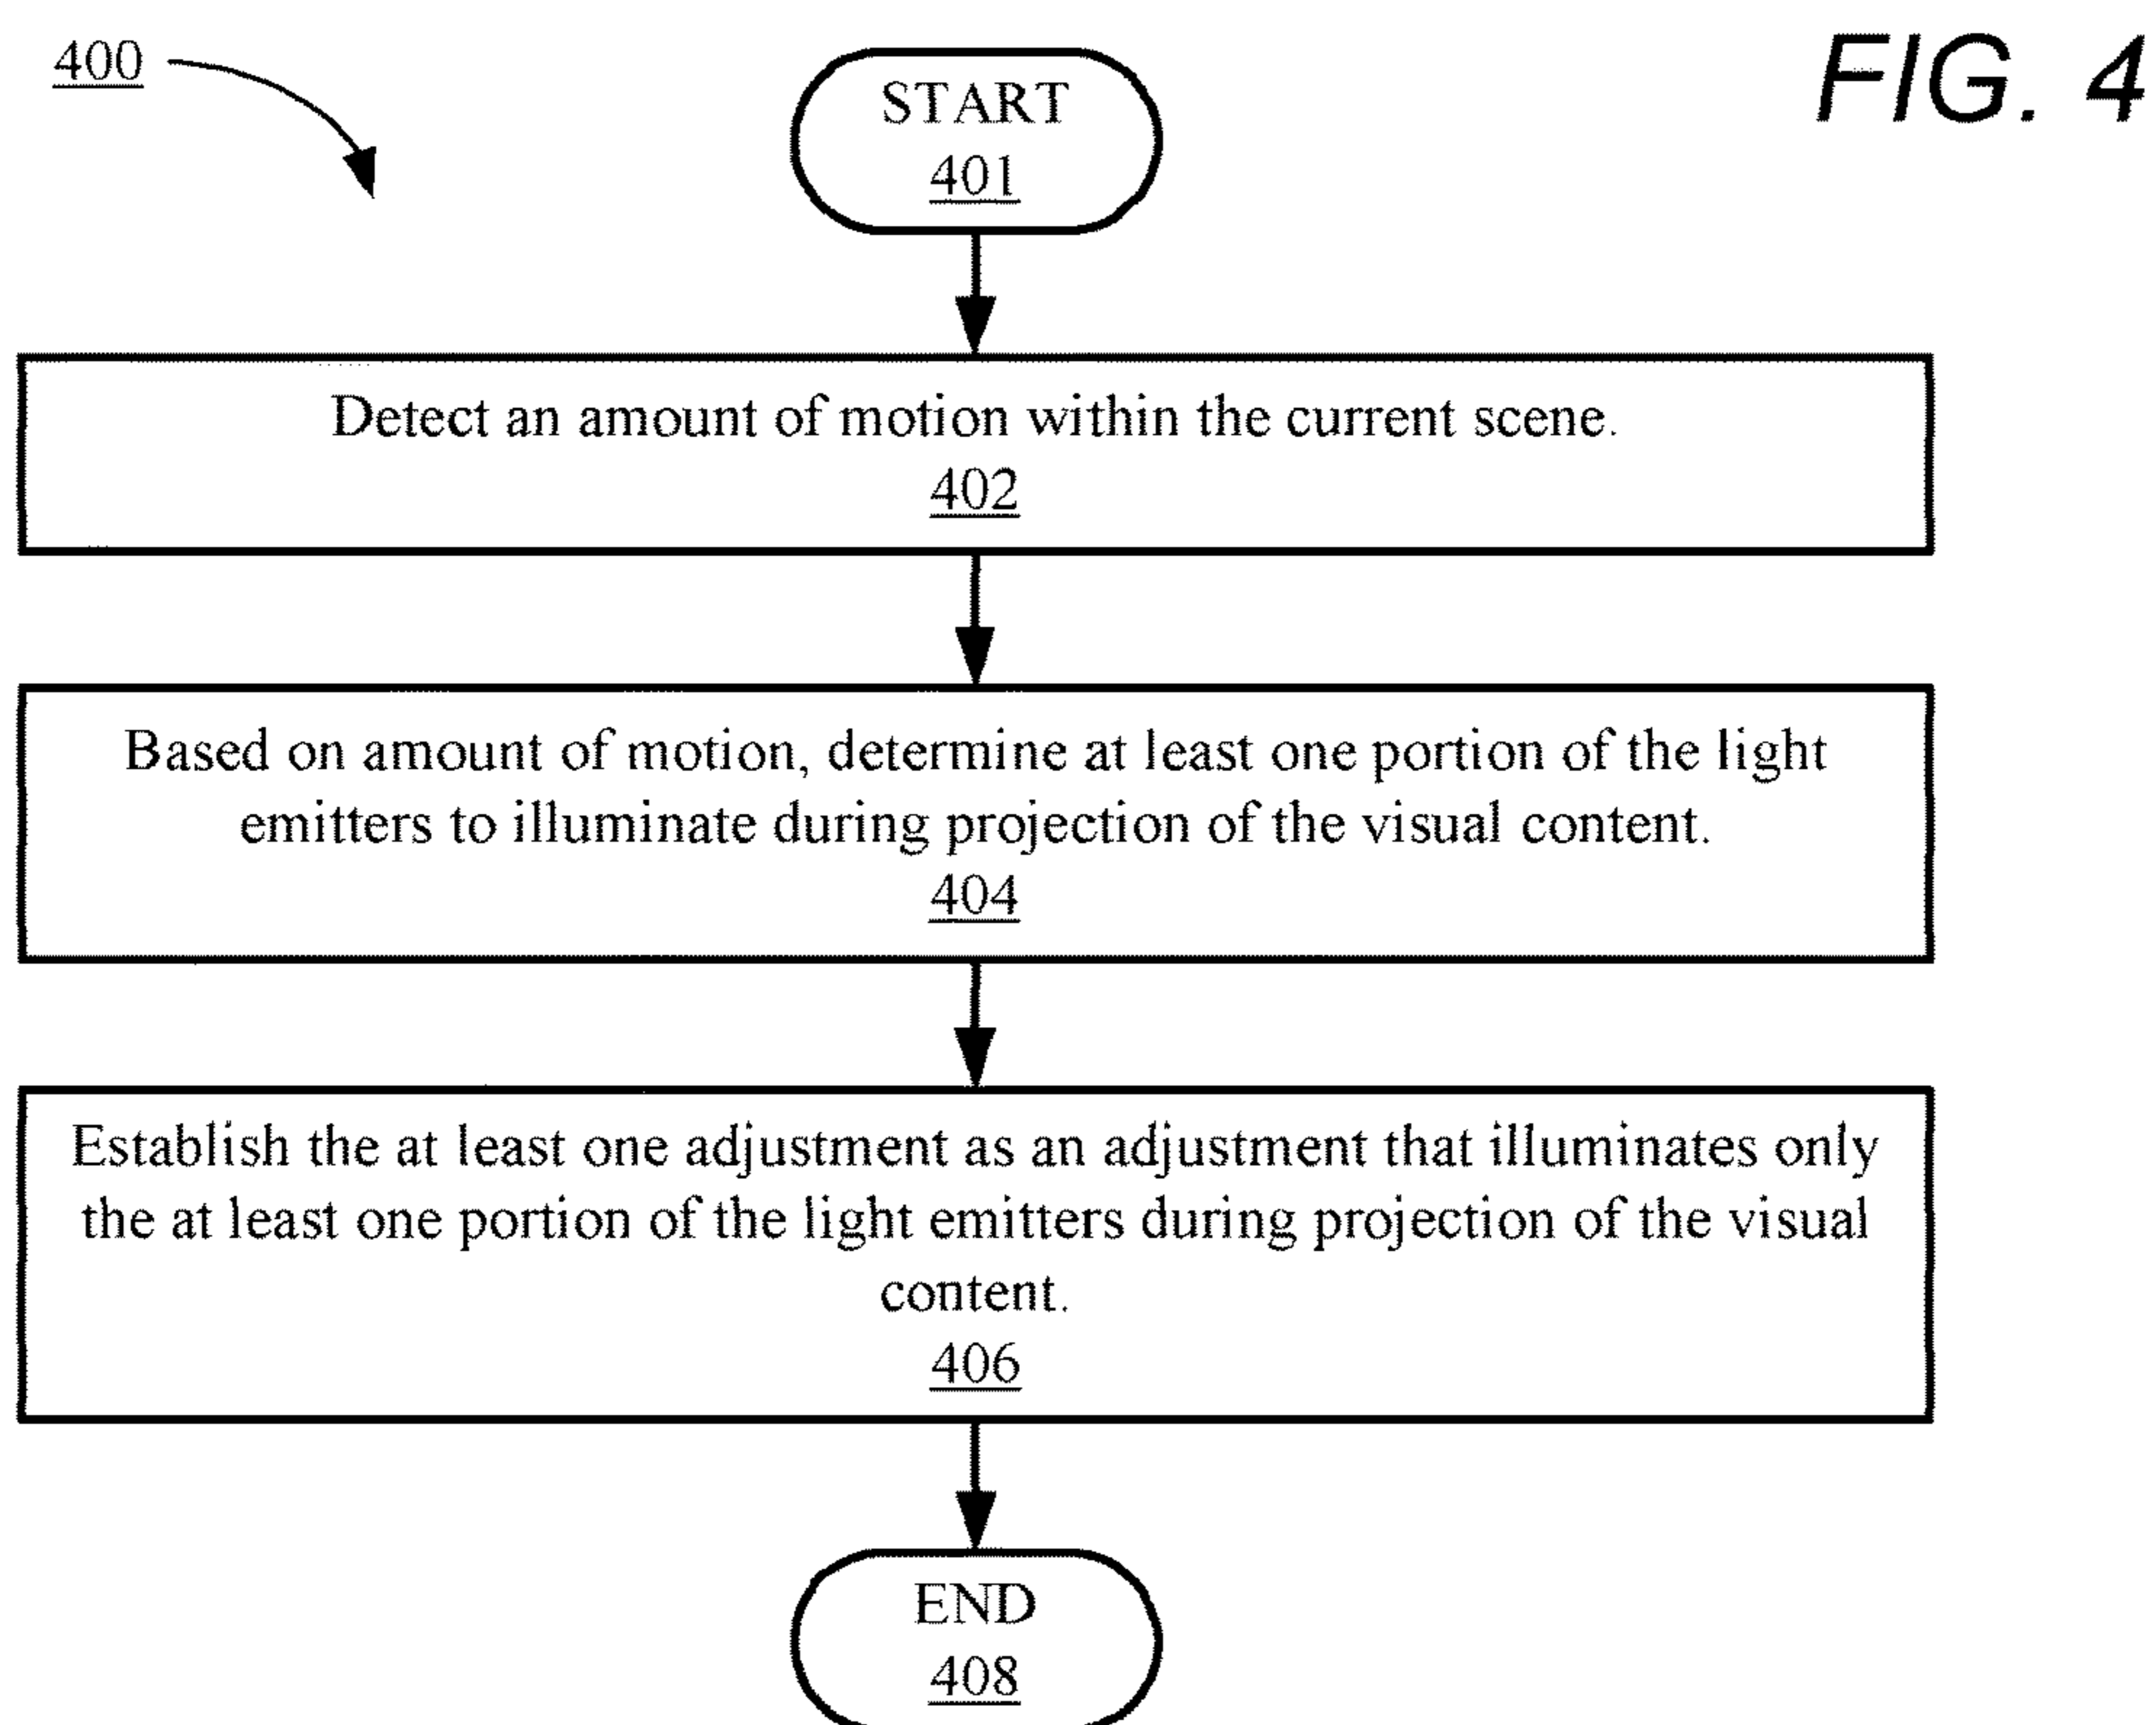 400
FIG. 4
START
401
Detect an amount of motion within the current scene.
402
Based on amount of motion, determine at least one portion of the light
emitters to illuminate during projection of the visual content.
404
Establish the at least one adjustment as an adjustment that illuminates only
the at least one portion of the light emitters during projection of the visual
content.
406
END
408